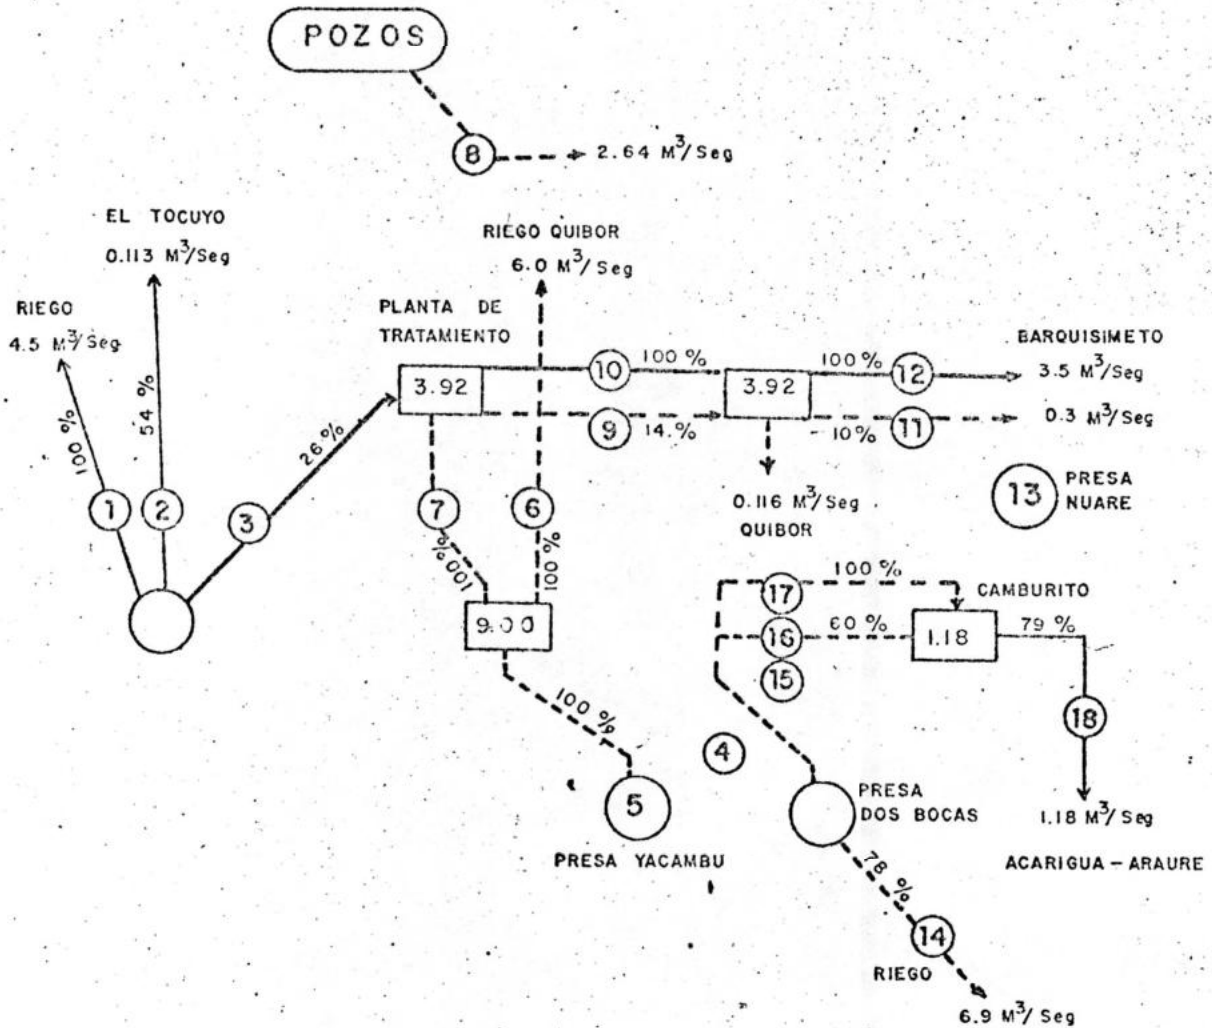 POZOS
8
2.64 M³/Seg
EL TOCUYO
0.113 M³/Seg
RIEGO QUIBOR
6.0 M³/Seg
RIEGO
4.5 M³/Seg
PLANTA DE
TRATAMIENTO
BARQUISIMETO
3.5 M³/Seg
0.3 M³/Seg
100 %
54 %
26 %
3.92
10
100 %
9
14.%
3.92
100 %
12
10%
11
1
2
3
7
6
0.116 M³/Seg
QUIBOR
13
PRESA
NUARE
100 %
100 %
9.00
100 %
17
100 %
16
60 %
15
CAMBURITO
1.18
79 %
18
1.18 M³/Seg
ACARIGUA - ARAURE
4
5
PRESA YACAMBU
PRESA
DOS BOCAS
78 %
14
RIEGO
6.9 M³/Seg